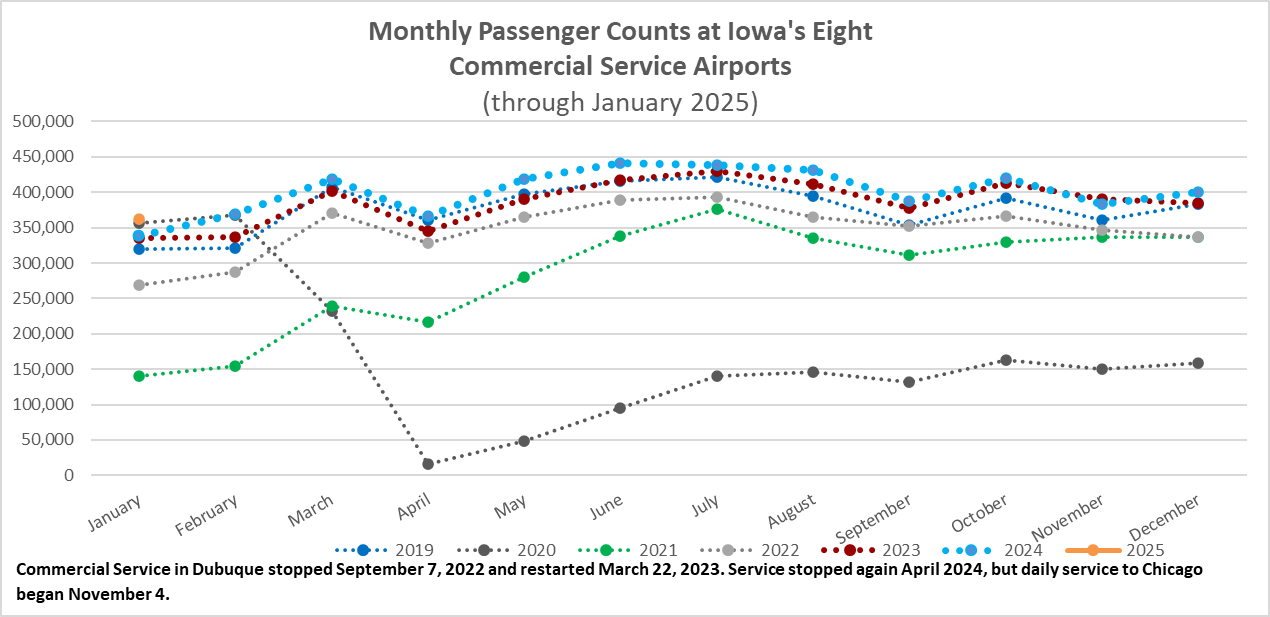 Monthly Passenger Counts at Iowa's Eight
Commercial Service Airports
(through January 2025)
500,000
450,000
400,000
350,000
300,000
250,000
200,000
150,000
100,000
50,000
0
January
February
March
April
May
June
July
August
September
October
November
December
2019
2020
2021
2022
2023
2024
2025
Commercial Service in Dubuque stopped September 7, 2022 and restarted March 22, 2023. Service stopped again April 2024, but daily service to Chicago
began November 4.